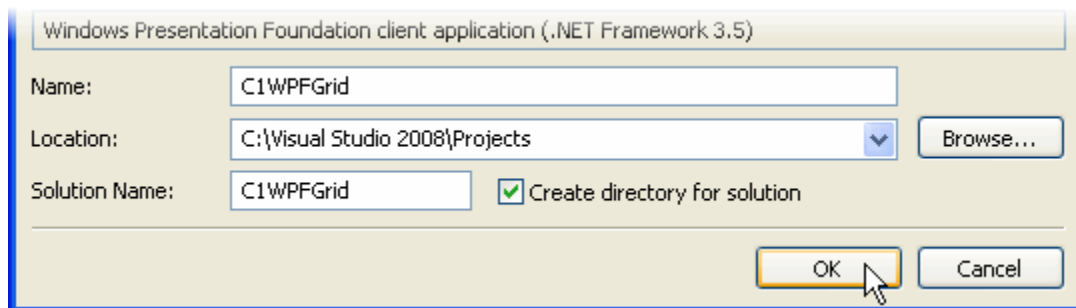 Windows Presentation Foundation client application (.NET Framework 3.5)
Name: C1WPFGrid
Location: C:\Visual Studio 2008\Projects Browse...
Solution Name: C1WPFGrid Create directory for solution
OK Cancel